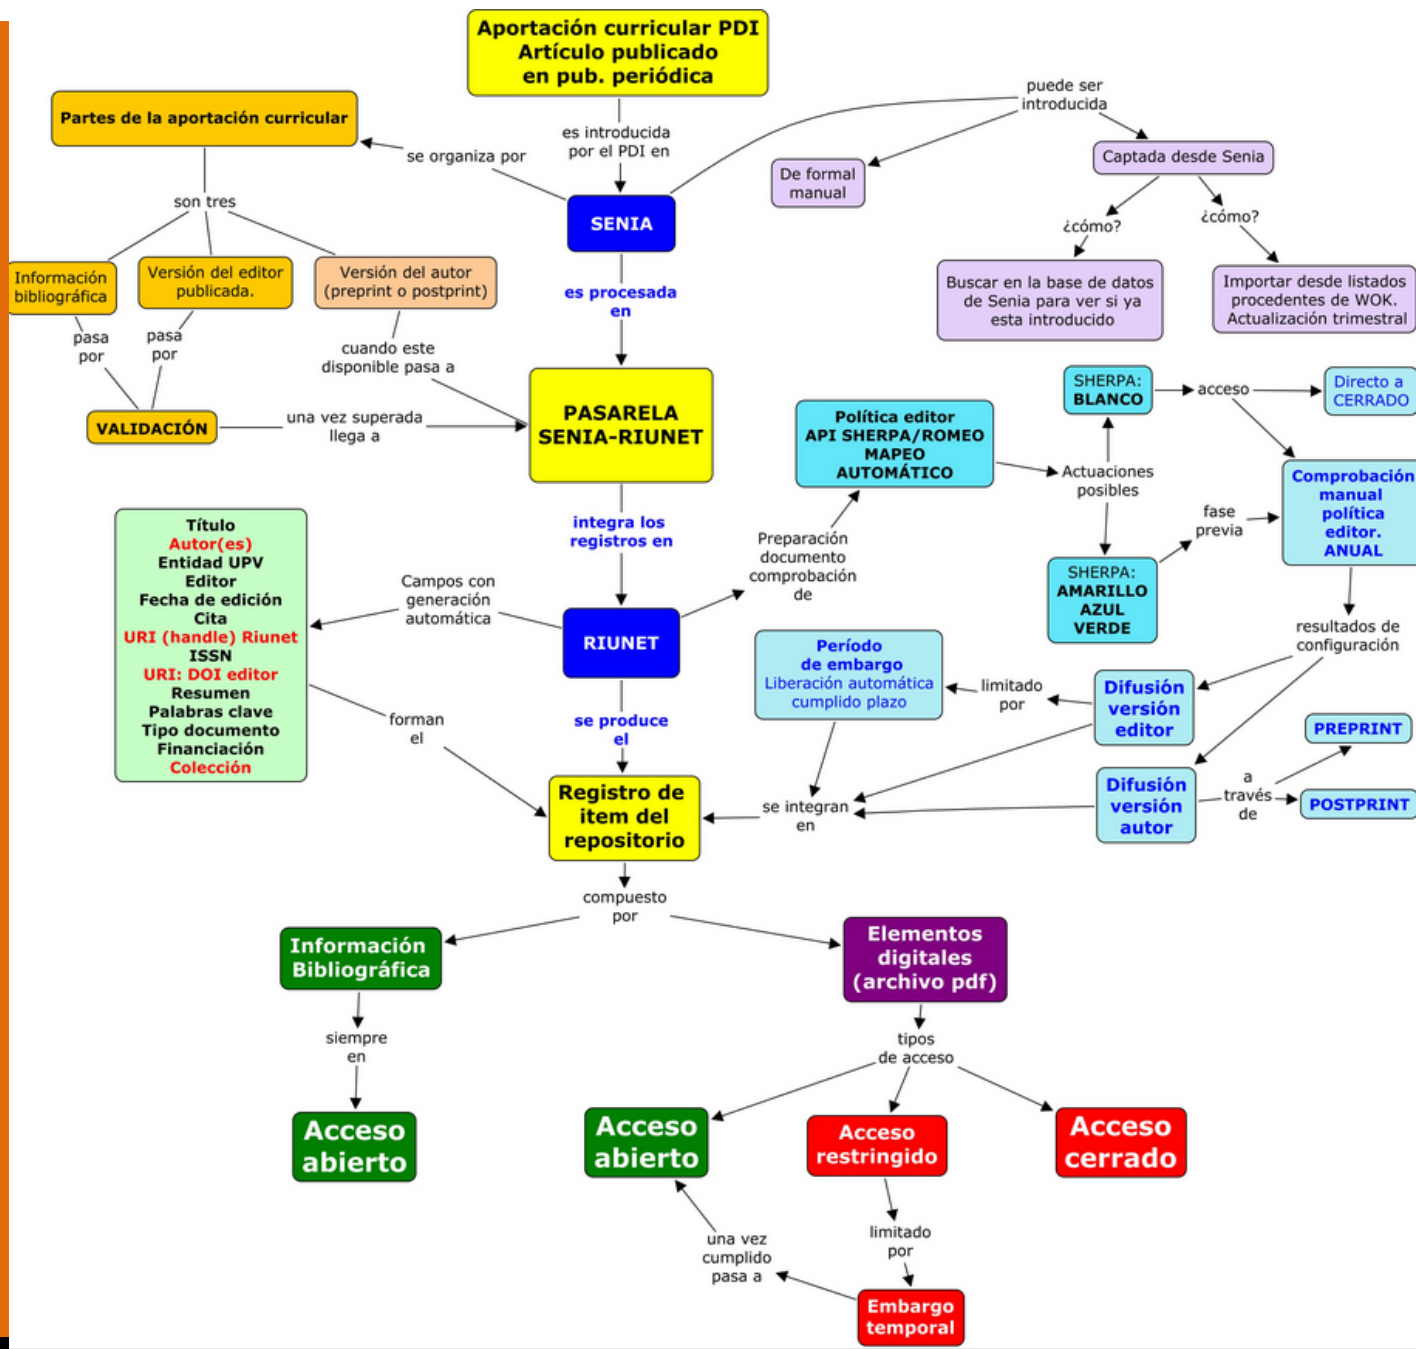 Aportación curricular PDI
Artículo publicado
en pub. periódica
puede ser
introducida
Partes de la aportación curricular
es introducida
por el PDI en
se organiza por
De formal
manual
Captada desde Senia
son tres
SENIA
¿cómo?
¿cómo?
Información
bibliográfica
Versión del editor
publicada.
Versión del autor
(preprint o postprint)
es procesada
en
Buscar en la base de datos
de Senia para ver si ya
esta introducido
Importar desde listados
procedentes de WOK.
Actualización trimestral
pasa
por
pasa
por
cuando este
disponible pasa a
VALIDACIÓN
una vez superada
llega a
PASARELA
SENIA-RIUNET
Política editor
API SHERPA/ROMEO
MAPEO
AUTOMÁTICO
SHERPA:
BLANCO
acceso
Directo a
CERRADO
Actuaciones
posibles
Comprobación
manual
política
editor.
ANUAL
fase
previa
integra los
registros en
Preparación
documento
comprobación
de
SHERPA:
AMARILLO
AZUL
VERDE
Título
Autor(es)
Entidad UPV
Editor
Fecha de edición
Cita
URI (handle) Riunet
ISSN
URI: DOI editor
Resumen
Palabras clave
Tipo documento
Financiación
Colección
Campos con
generación
automática
RIUNET
Período
de embargo
Liberación automática
cumplido plazo
limitado
por
resultados de
configuración
Difusión
versión
editor
forman
el
se produce
el
PREPRINT
Registro de
item del
repositorio
se integran
en
Difusión
versión
autor
a
través
de
POSTPRINT
compuesto
por
Información
Bibliográfica
Elementos
digitales
(archivo pdf)
siempre
en
tipos
de acceso
Acceso
abierto
Acceso
abierto
Acceso
restringido
Acceso
cerrado
una vez
cumplido
pasa a
limitado
por
Embargo
temporal